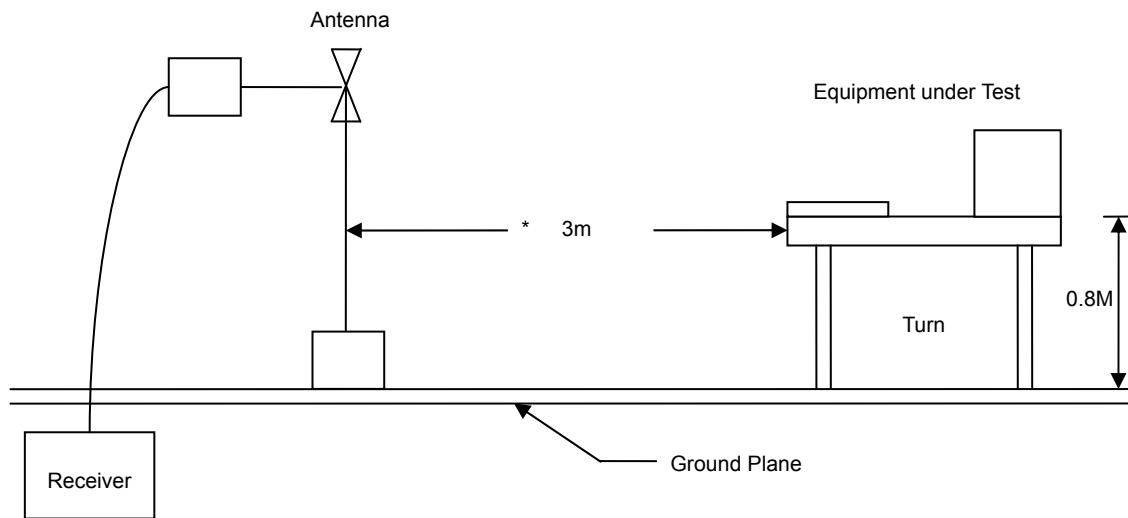 Antenna
Equipment under Test
* 3m
0.8M
Turn
Receiver
Ground Plane